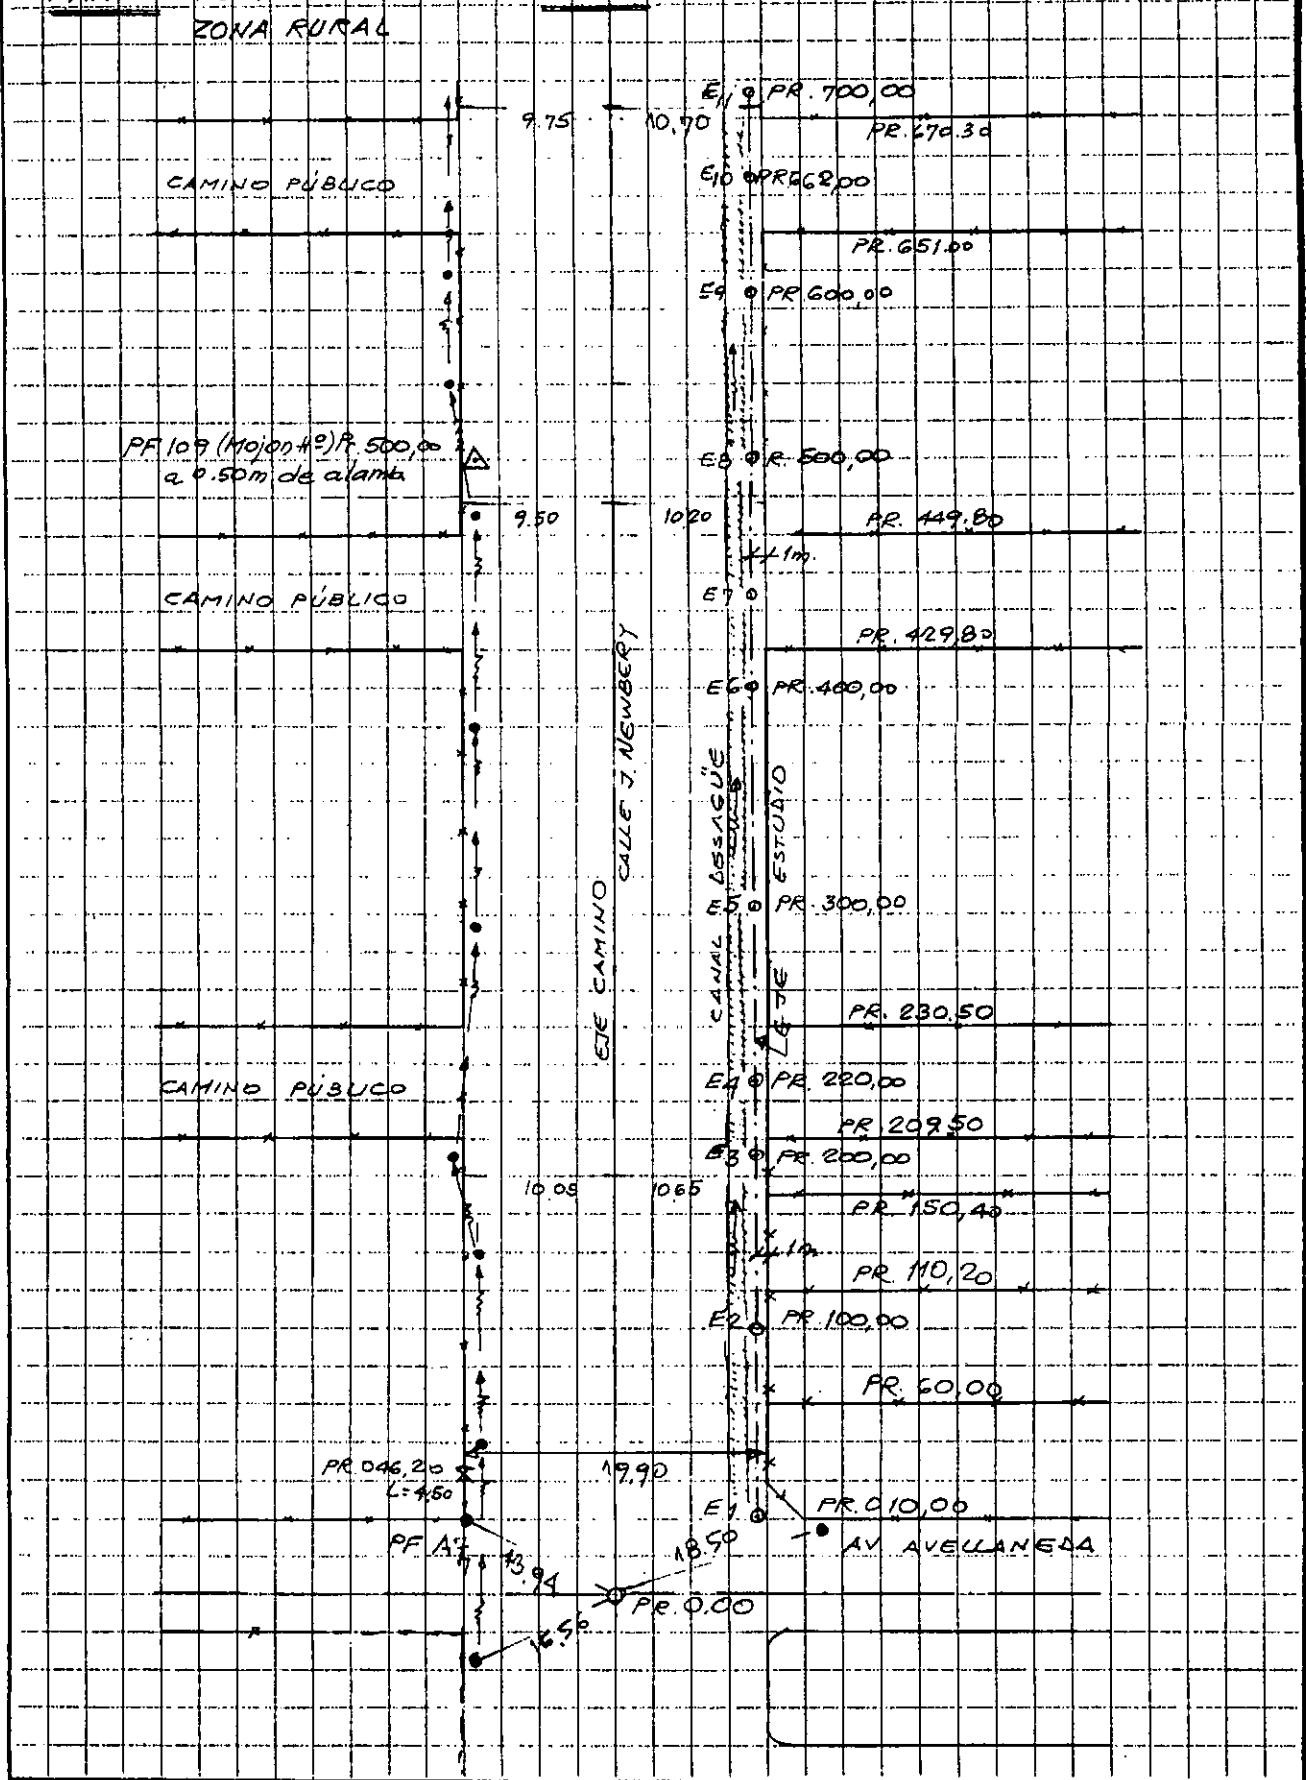 ZONA RURAL
E11 PR. 700,00
9.75
10,70
PR. 670.30
CAMINO PÚBLICO
E10 PR 662,00
PR. 651.00
E9 PR. 600,00
PF 109 (Mojon Hº) Pr. 500,00
a 0.50m de alamb
E8 R. 500,00
9.50
10.20
PR. 449.80
1m.
CAMINO PÚBLICO
E7
PR. 429,80
E6 PR. 400,00
CALLE J. NEWBERY
EJE CAMINO
CANAL DESAGÜE
EJE ESTUDIO
E5 PR. 300,00
PR. 230.50
CAMINO PÚBLICO
E4 PR. 220,00
PR. 209.50
E3 PR. 200,00
10.05
10.65
PR. 150,40
1m
PR. 110,20
E2 PR. 100,00
PR. 60,00
PR. 046,20
L=4.50
19,90
E1
PR. 010,00
PF
AV AVELLANEDA
18.50
13.94
PR. 0.00
16.50